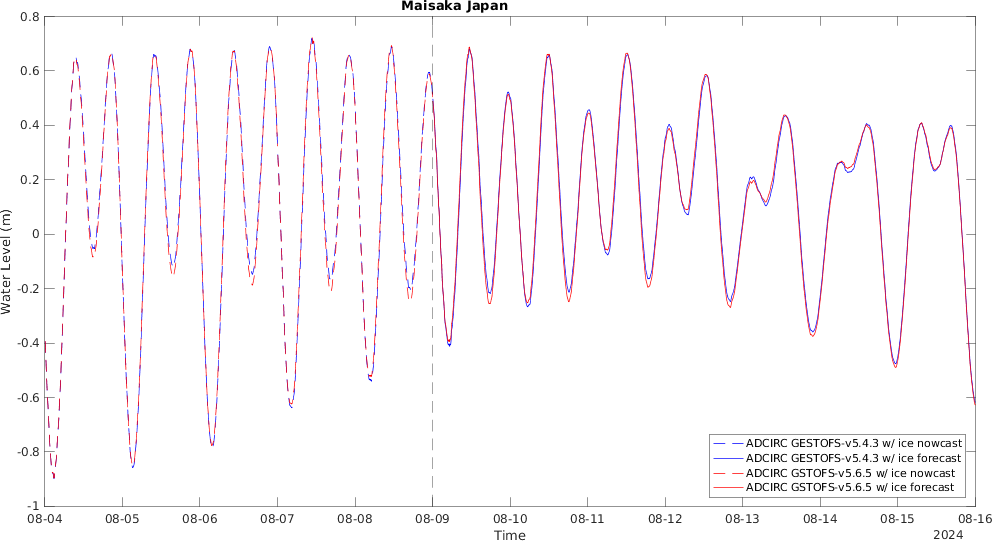 Maisaka Japan
0.8
0.6
0.4
0.2
0
-0.2
-0.4
-0.6
-0.8
-1
Water Level (m)
08-04 08-05 08-06 08-07 08-08 08-09 08-10 08-11 08-12 08-13 08-14 08-15 08-16
Time
2024
ADCIRC GESTOFS-v5.4.3 w/ ice nowcast
ADCIRC GESTOFS-v5.4.3 w/ ice forecast
ADCIRC GSTOFS-v5.6.5 w/ ice nowcast
ADCIRC GSTOFS-v5.6.5 w/ ice forecast